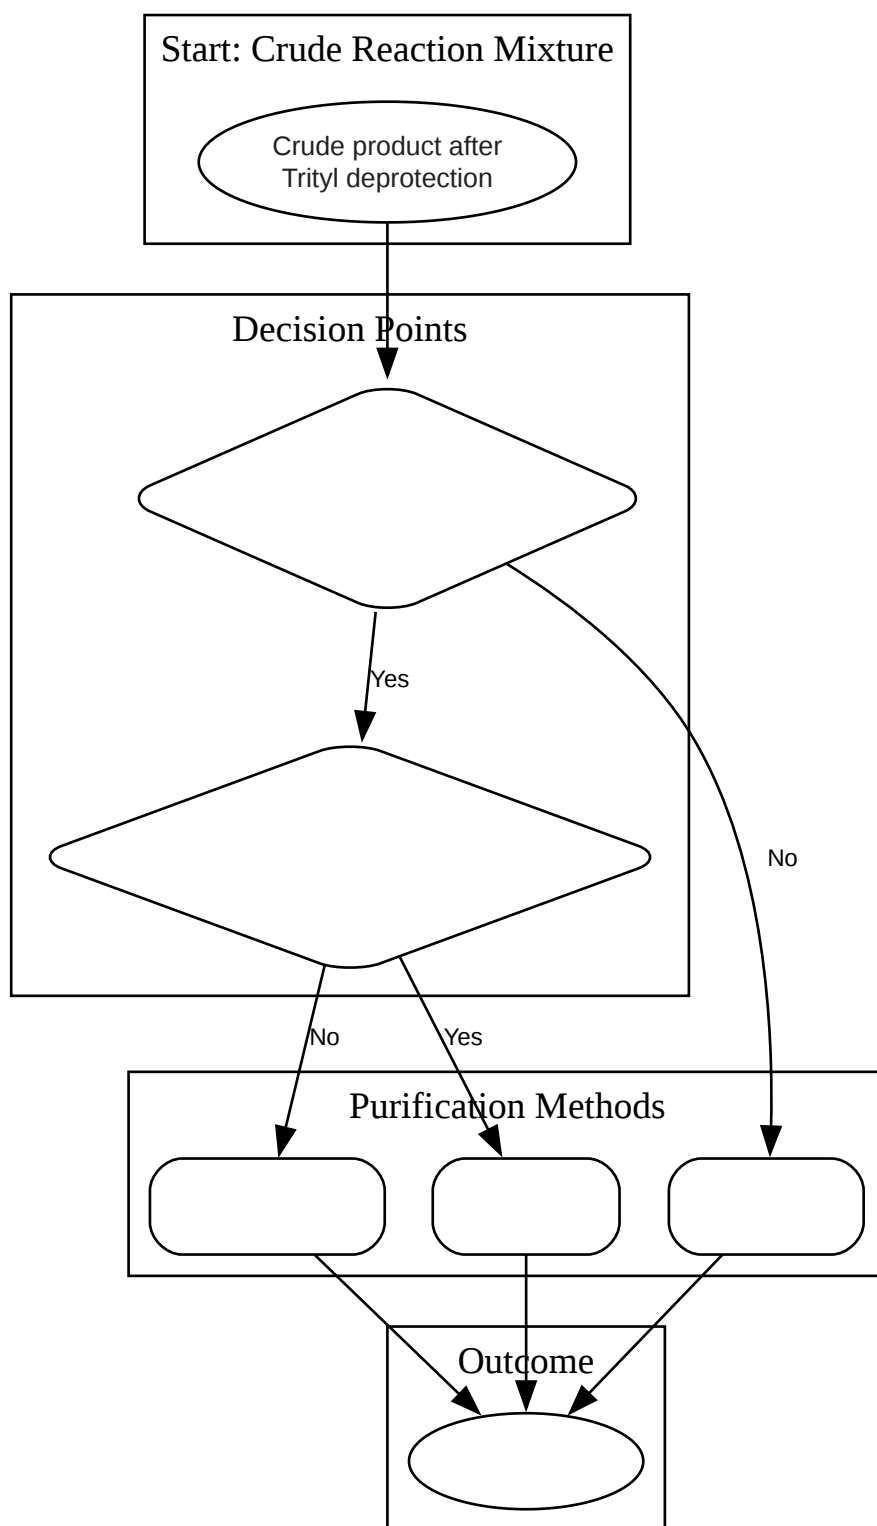 Start: Crude Reaction Mixture
Crude product after
Trityl deprotection
Decision Points
Yes
No
No
Yes
Purification Methods
Outcome